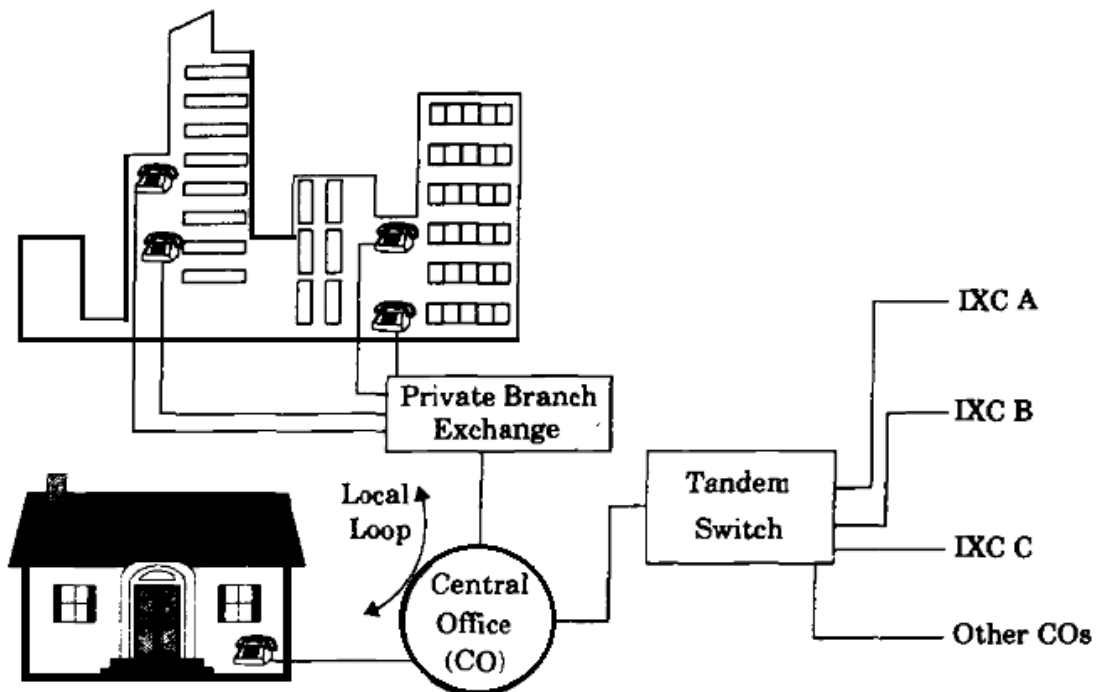 Private Branch
Exchange
Local
Loop
Central
Office
(CO)
Tandem
Switch
IXC A
IXC B
IXC C
Other COs